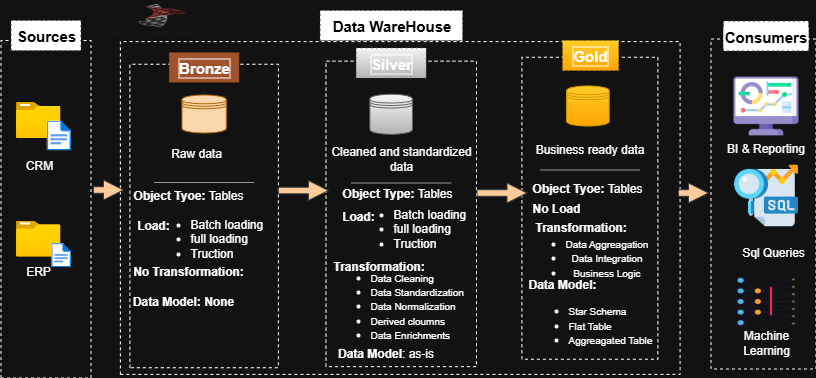 Sources
Data WareHouse
Consumers
CRM
ERP
Bronze
Raw data
Object Tyoe: Tables
Load:
Batch loading
full loading
Truction
No Transformation:
Data Model: None
Silver
Cleaned and standardized
data
Object Type: Tables
Load:
Batch loading
full loading
Truction
Transformation:
Data Cleaning
Data Standardization
Data Normalization
Derived cloumns
Data Enrichments
Data Model: as-is
Gold
Business ready data
Object Tyoe: Tables
No Load
Transformation:
Data Aggreagation
Data Integration
Business Logic
Data Model:
Star Schema
Flat Table
Aggreagated Table
BI & Reporting
SQL
Sql Queries
Machine
Learning